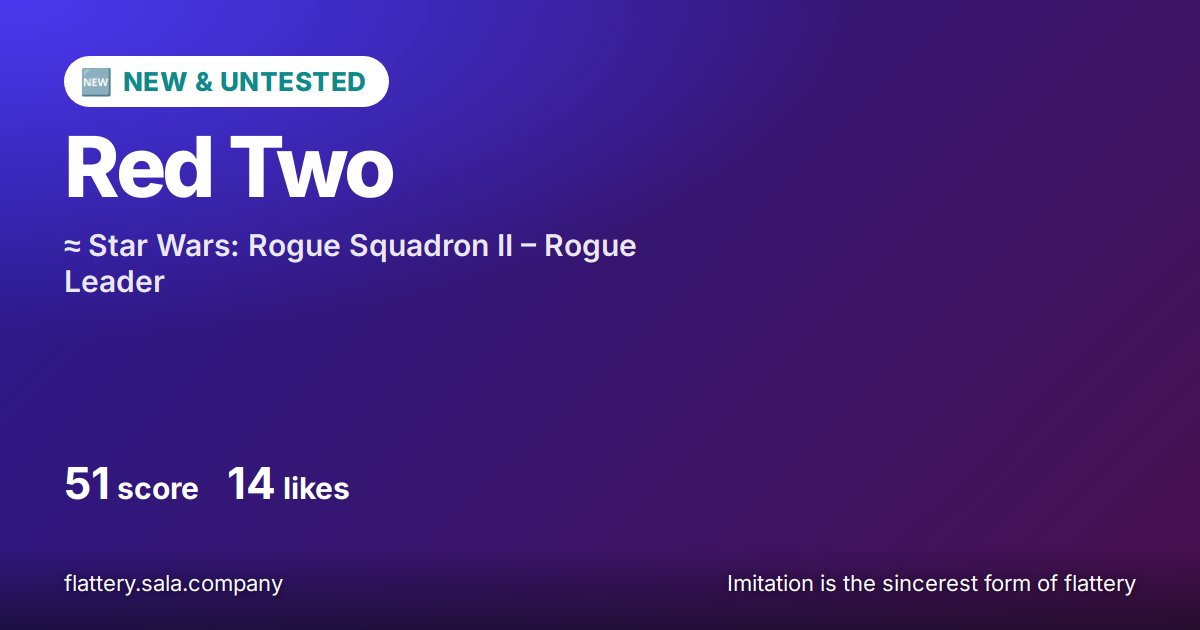 🆕 NEW & UNTESTED
Red Two
≈ Star Wars: Rogue Squadron II – Rogue
Leader
51 score 14 likes
flattery.sala.company
Imitation is the sincerest form of flattery